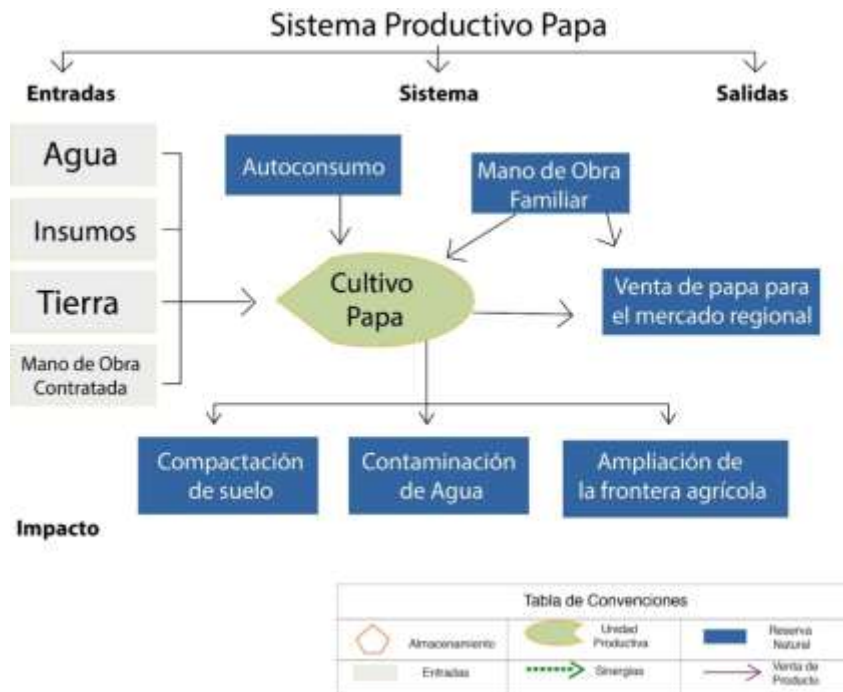 Sistema Productivo Papa
Entradas
Sistema
Salidas
Agua
Insumos
Tierra
Mano de Obra
Contratada
Autoconsumo
Mano de Obra
Familiar
Cultivo
Papa
Venta de papa para
el mercado regional
Compactación
de suelo
Contaminación
de Agua
Ampliación de
la frontera agrícola
Impacto
Tabla de Convenciones
Almacenamiento
Unidad
Productiva
Reserva
Natural
Entradas
Sinergias
Venta de
Producto